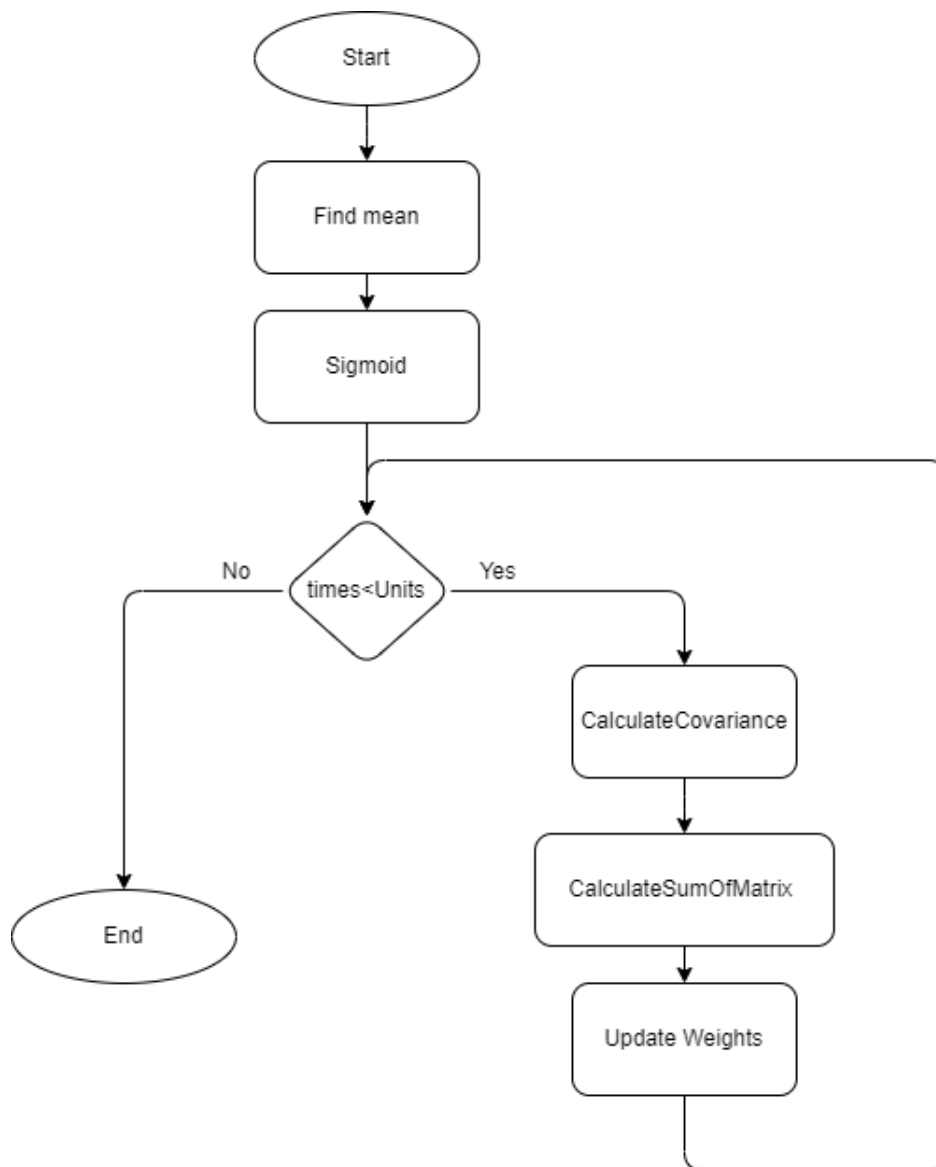 Start
Find mean
Sigmoid
No
Yes
times<Units
CalculateCovariance
CalculateSumOfMatrix
End
Update Weights